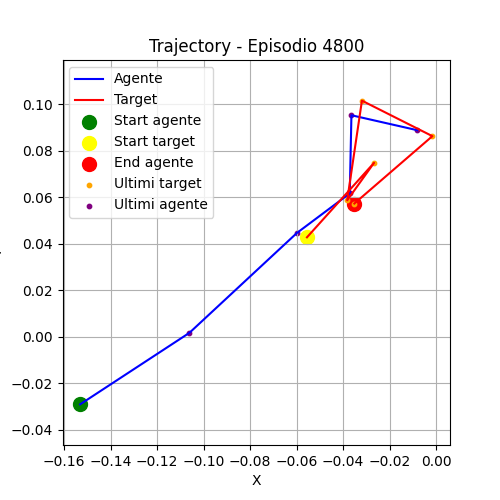 Trajectory - Episodio 4800
Agente
Target
Start agente
Start target
End agente
Ultimi target
Ultimi agente
0.10
0.08
0.06
0.04
0.02
0.00
−0.02
−0.04
−0.16 −0.14 −0.12 −0.10 −0.08 −0.06 −0.04 −0.02 0.00
X